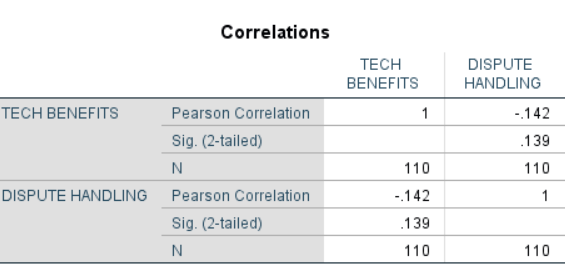 Correlations
TECH BENEFITS DISPUTE HANDLING
TECH BENEFITS Pearson Correlation 1 -.142
Sig. (2-tailed) .139
N 110 110
DISPUTE HANDLING Pearson Correlation -.142 1
Sig. (2-tailed) .139
N 110 110